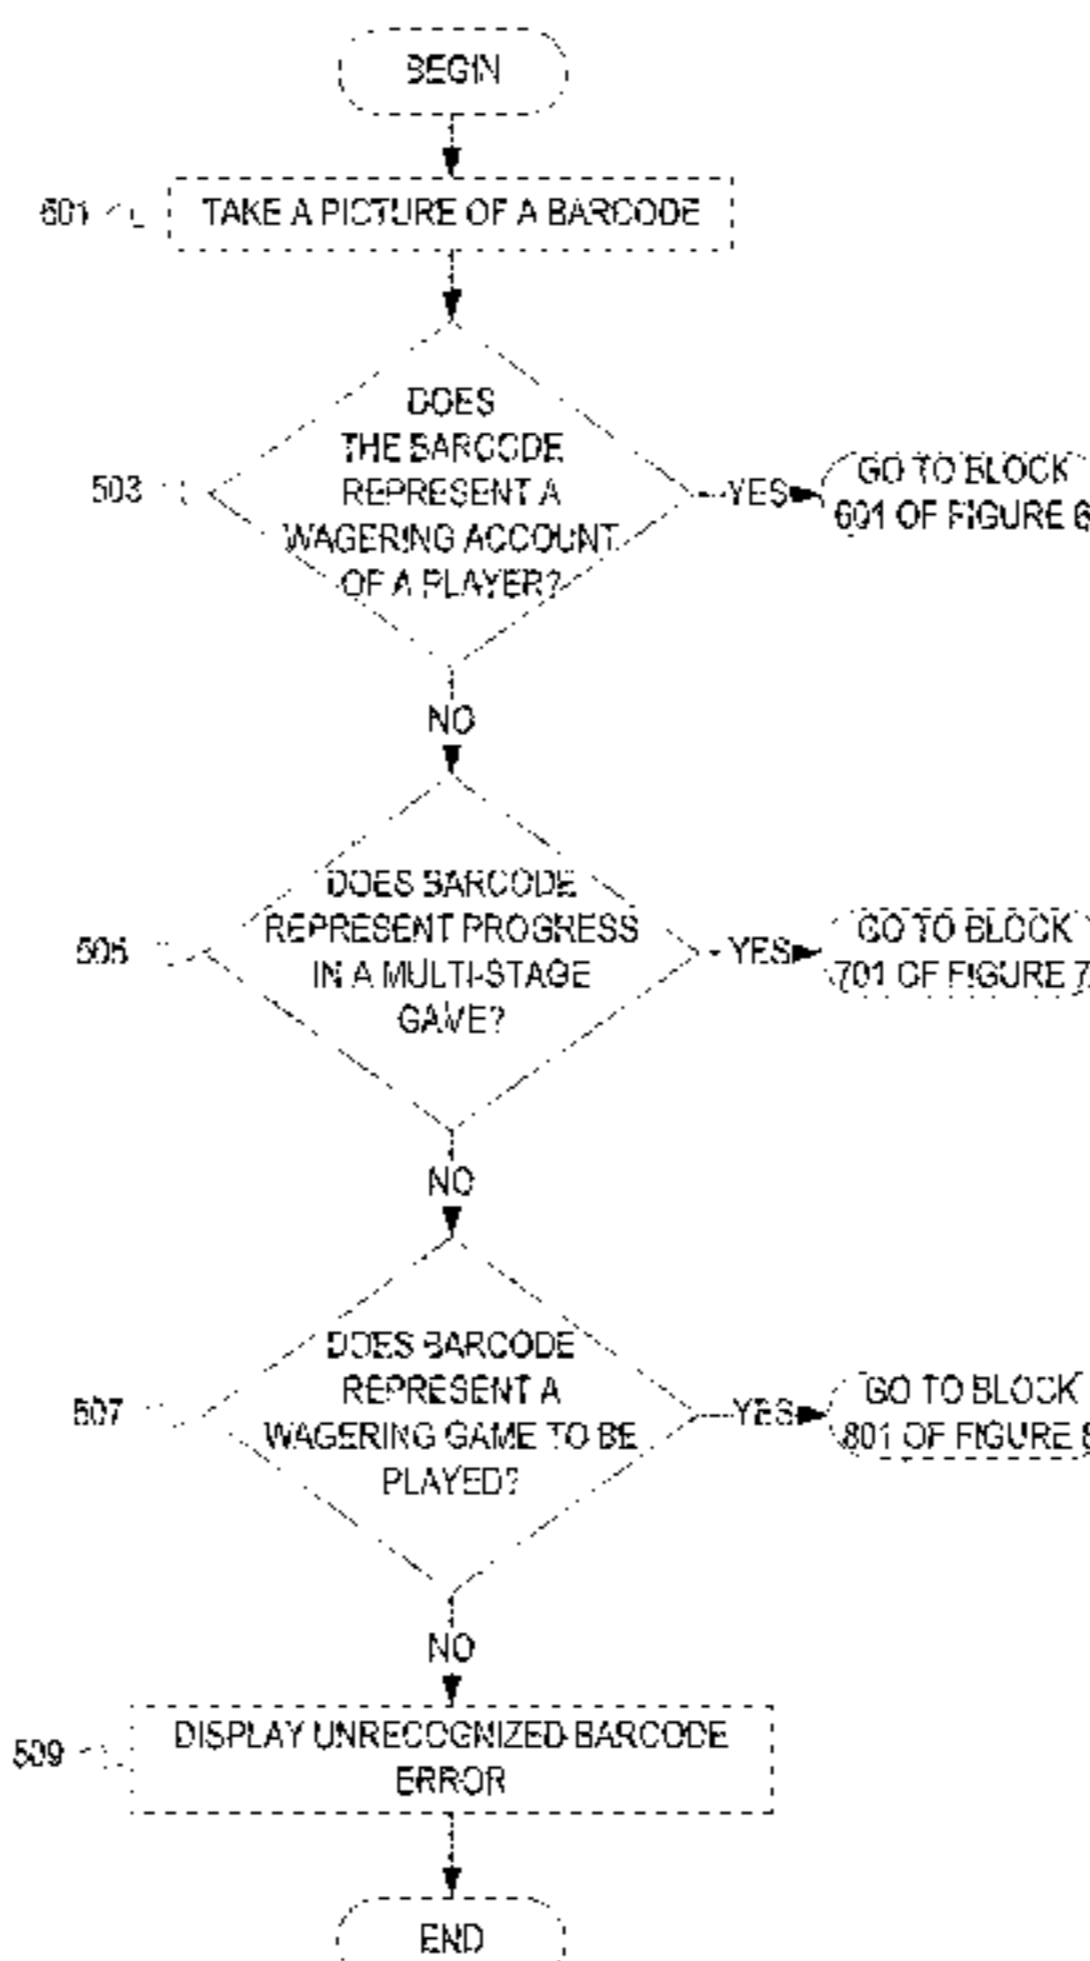 BEGIN
501
TAKE A PICTURE OF A BARCODE
DOES
THE BARCODE
REPRESENT A
WAGERING ACCOUNT
OF A PLAYER?
503
YES
GO TO BLOCK
601 OF FIGURE 6
NO
DOES BARCODE
REPRESENT PROGRESS
IN A MULTI-STAGE
GAME?
505
YES
GO TO BLOCK
701 OF FIGURE 7
NO
DOES BARCODE
REPRESENT A
WAGERING GAME TO BE
PLAYED?
507
YES
GO TO BLOCK
801 OF FIGURE 8
NO
509
DISPLAY UNRECOGNIZED BARCODE
ERROR
END